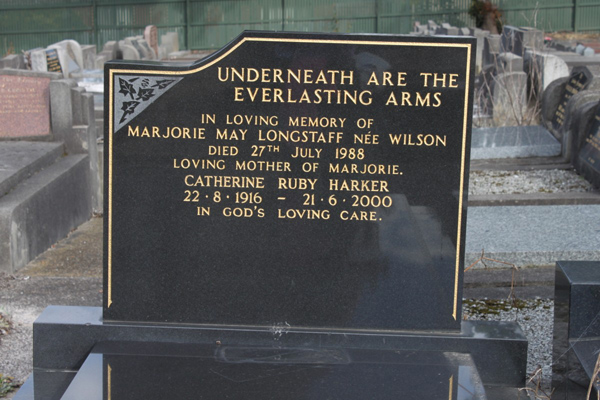 UNDERNEATH ARE THE
EVERLASTING ARMS
IN LOVING MEMORY OF
MARJORIE MAY LONGSTAFF NÉE WILSON
DIED 27TH JULY 1988
LOVING MOTHER OF MARJORIE.
CATHERINE RUBY HARKER
22·8·1916 – 21·6·2000
IN GOD'S LOVING CARE.